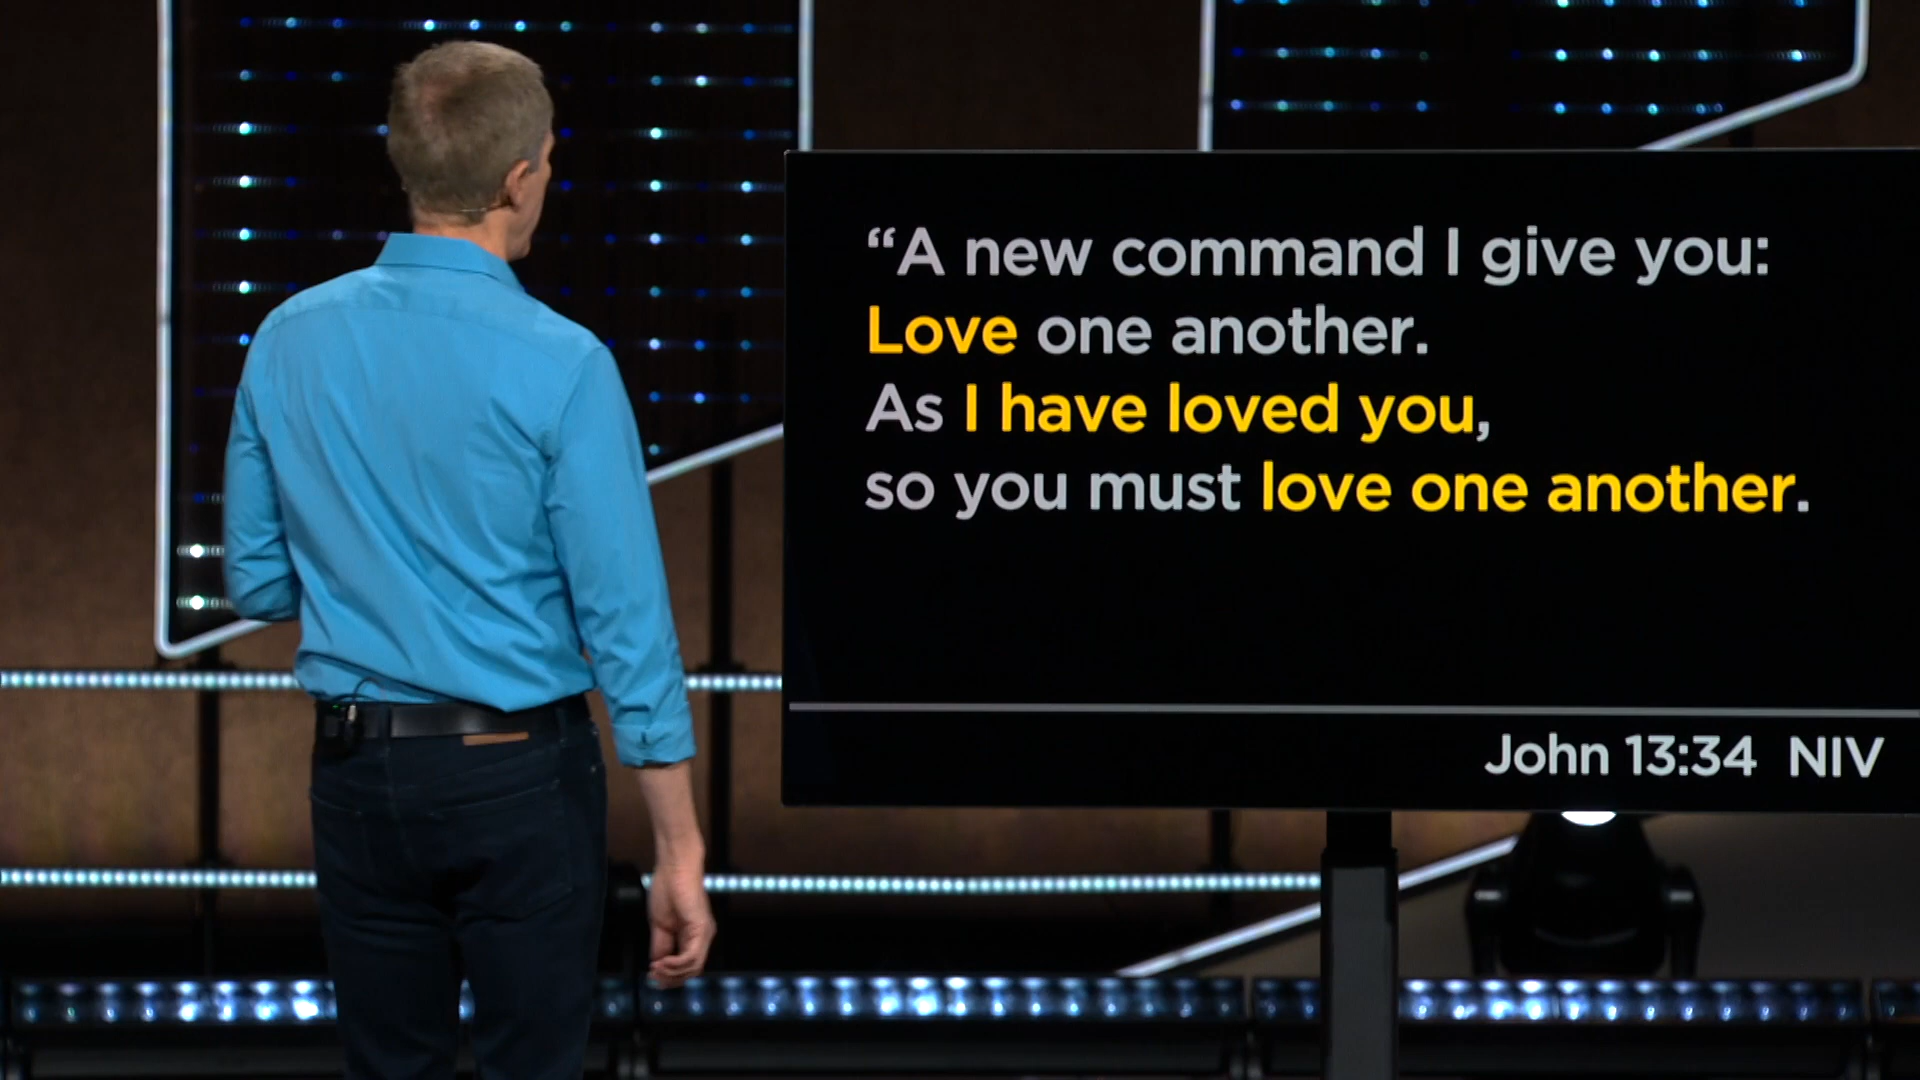 “A new command I give you:
Love one another.
As I have loved you,
so you must love one another.
John 13:34 NIV